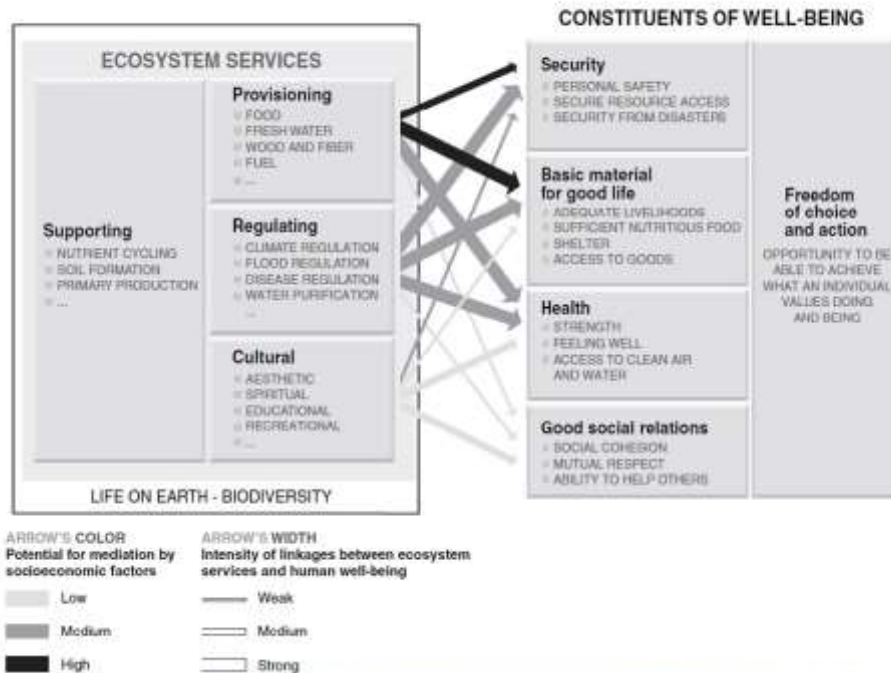 CONSTITUENTS OF WELL-BEING
ECOSYSTEM SERVICES
Supporting
NUTRIENT CYCLING
SOIL FORMATION
PRIMARY PRODUCTION
...
Provisioning
FOOD
FRESH WATER
WOOD AND FIBER
FUEL
...
Regulating
CLIMATE REGULATION
FLOOD REGULATION
DISEASE REGULATION
WATER PURIFICATION
...
Cultural
AESTHETIC
SPIRITUAL
EDUCATIONAL
RECREATIONAL
...
LIFE ON EARTH - BIODIVERSITY
Security
PERSONAL SAFETY
SECURE RESOURCE ACCESS
SECURITY FROM DISASTERS
Basic material
for good life
ADEQUATE LIVELIHOODS
SUFFICIENT NUTRITIOUS FOOD
SHELTER
ACCESS TO GOODS
Health
STRENGTH
FEELING WELL
ACCESS TO CLEAN AIR
AND WATER
Good social relations
SOCIAL COHESION
MUTUAL RESPECT
ABILITY TO HELP OTHERS
Freedom
of choice
and action
OPPORTUNITY TO BE
ABLE TO ACHIEVE
WHAT AN INDIVIDUAL
VALUES DOING
AND BEING
ARROW'S COLOR
Potential for mediation by
socioeconomic factors
Low
Medium
High
ARROW'S WIDTH
Intensity of linkages between ecosystem
services and human well-being
Weak
Medium
Strong